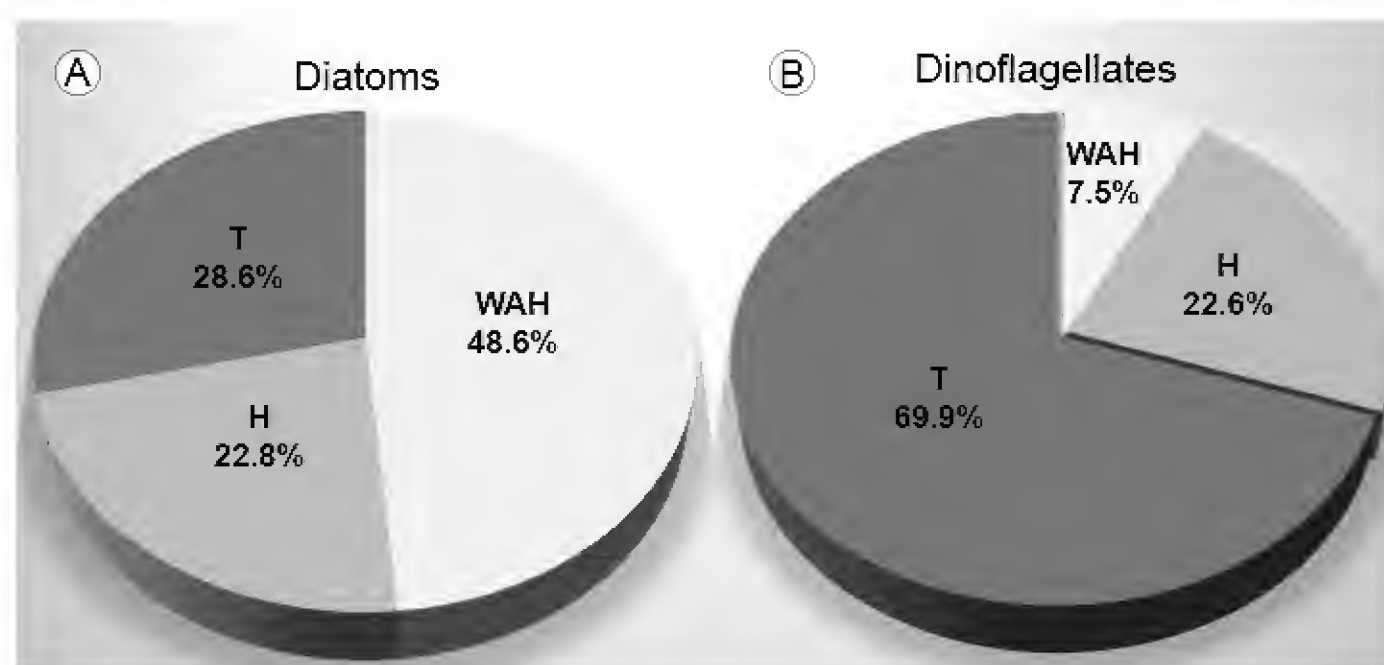 A
Diatoms
T
28.6%
WAH
48.6%
H
22.8%
B
Dinoflagellates
WAH
7.5%
H
22.6%
T
69.9%